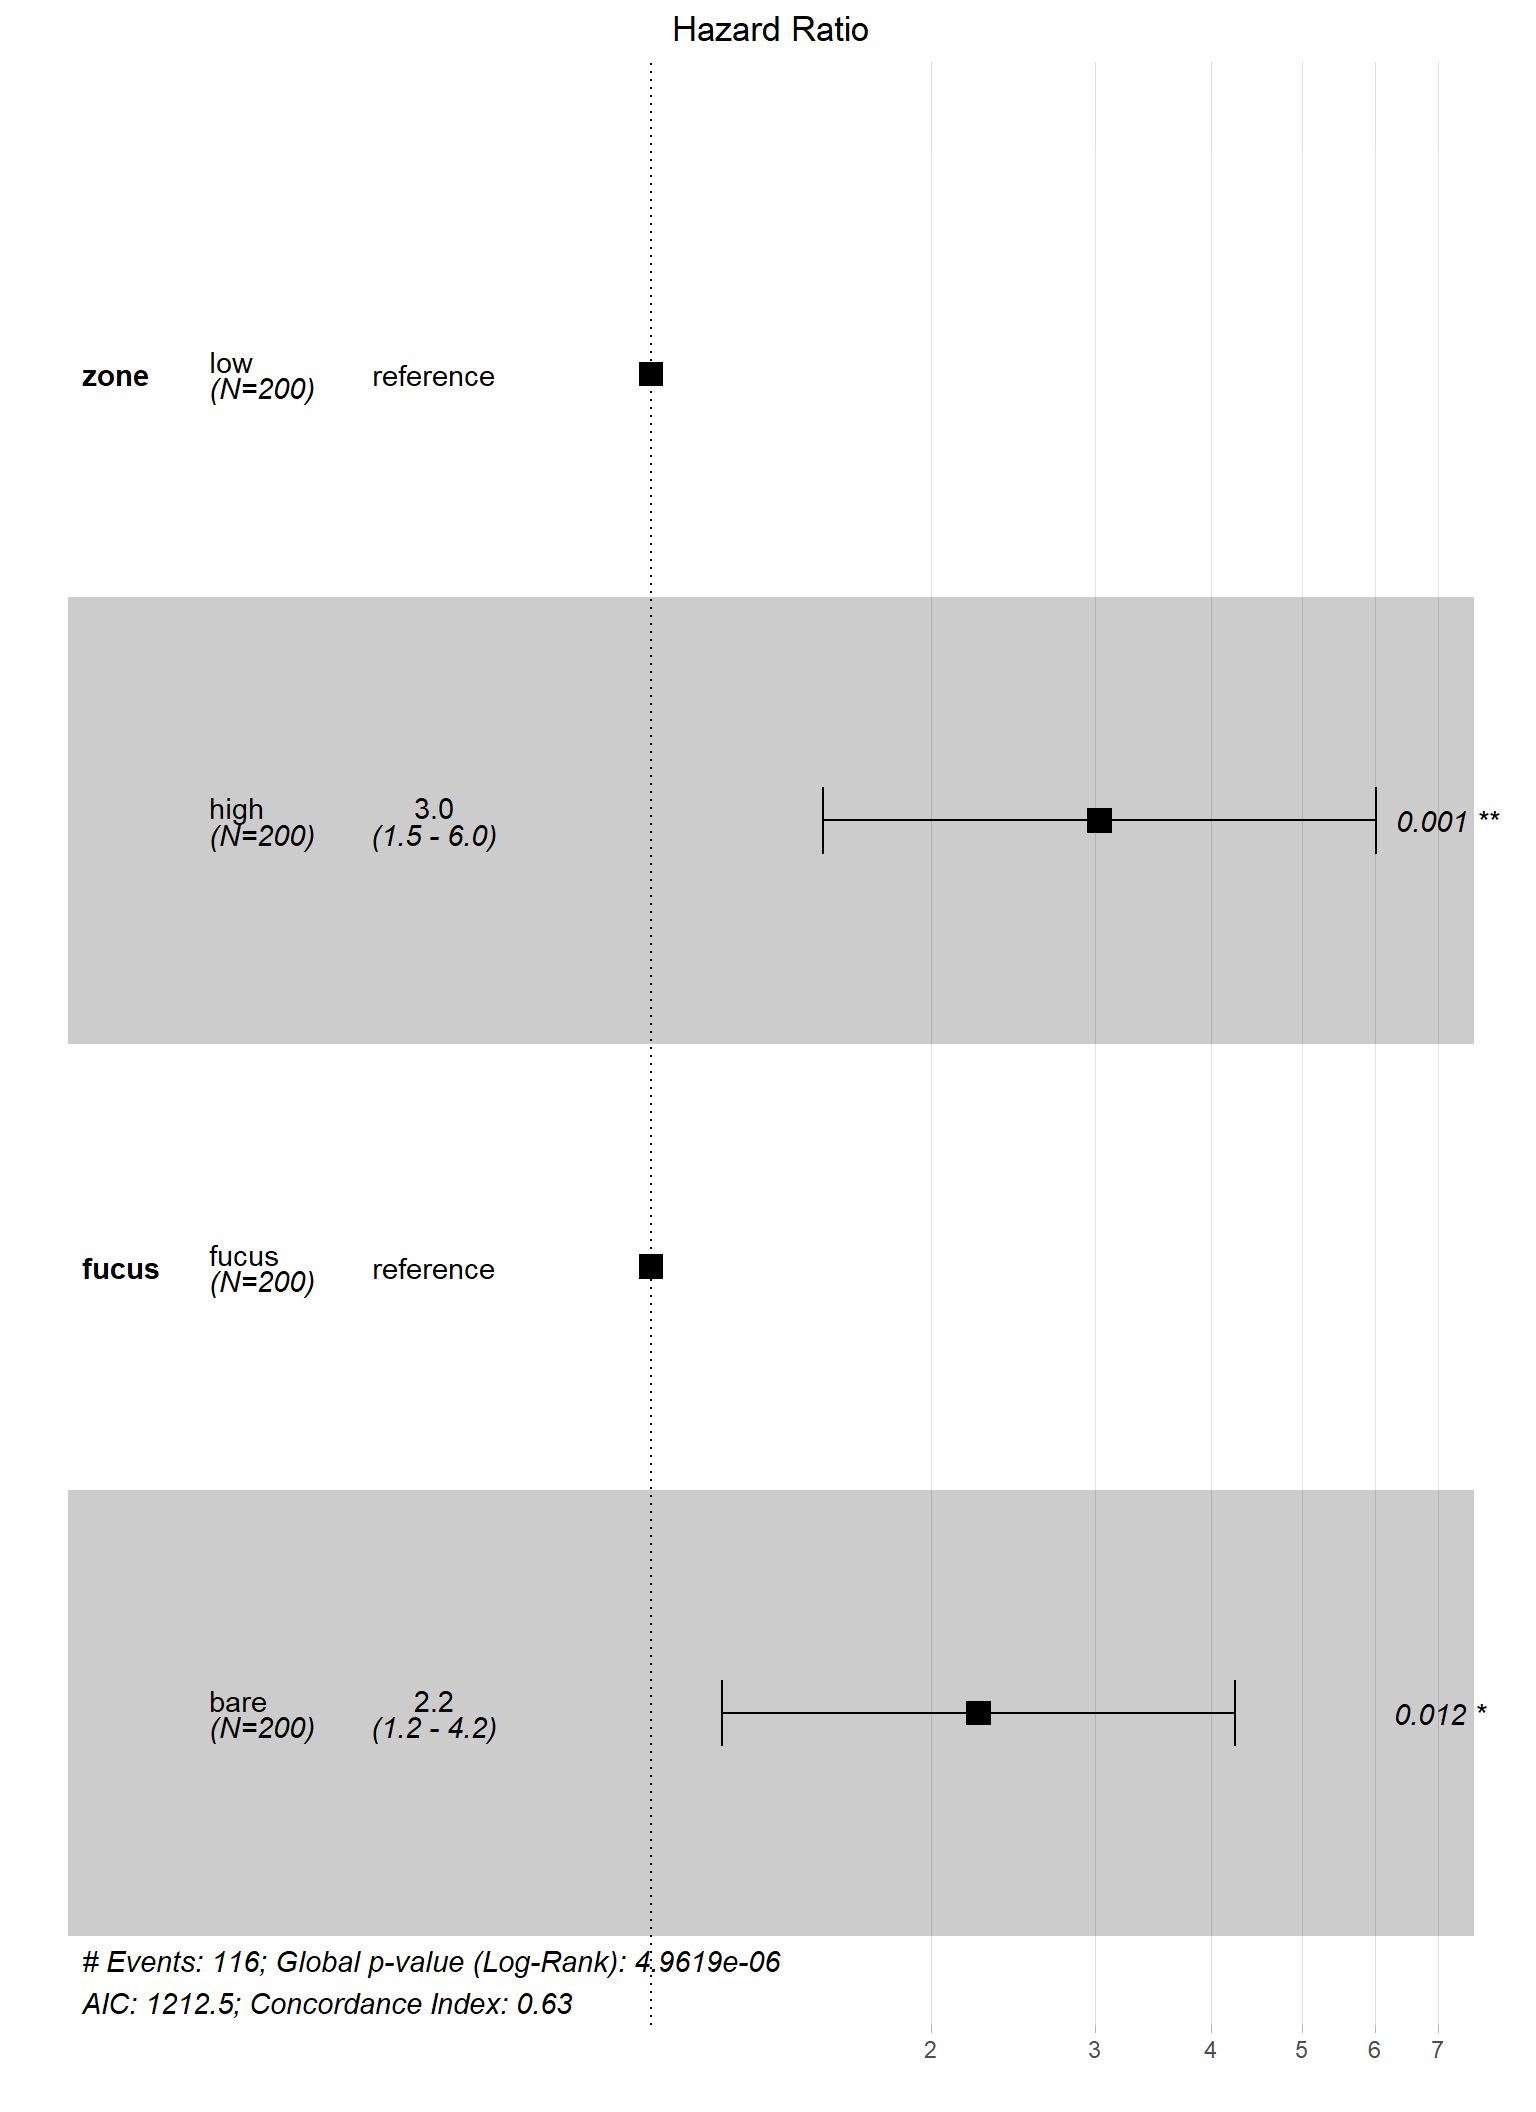 Hazard Ratio
zone
low
(N=200)
reference
high
(N=200)
3.0
(1.5 - 6.0)
0.001 **
fucus
fucus
(N=200)
reference
bare
(N=200)
2.2
(1.2 - 4.2)
0.012 *
# Events: 116; Global p-value (Log-Rank): 4.9619e-06
AIC: 1212.5; Concordance Index: 0.63
2 3 4 5 6 7